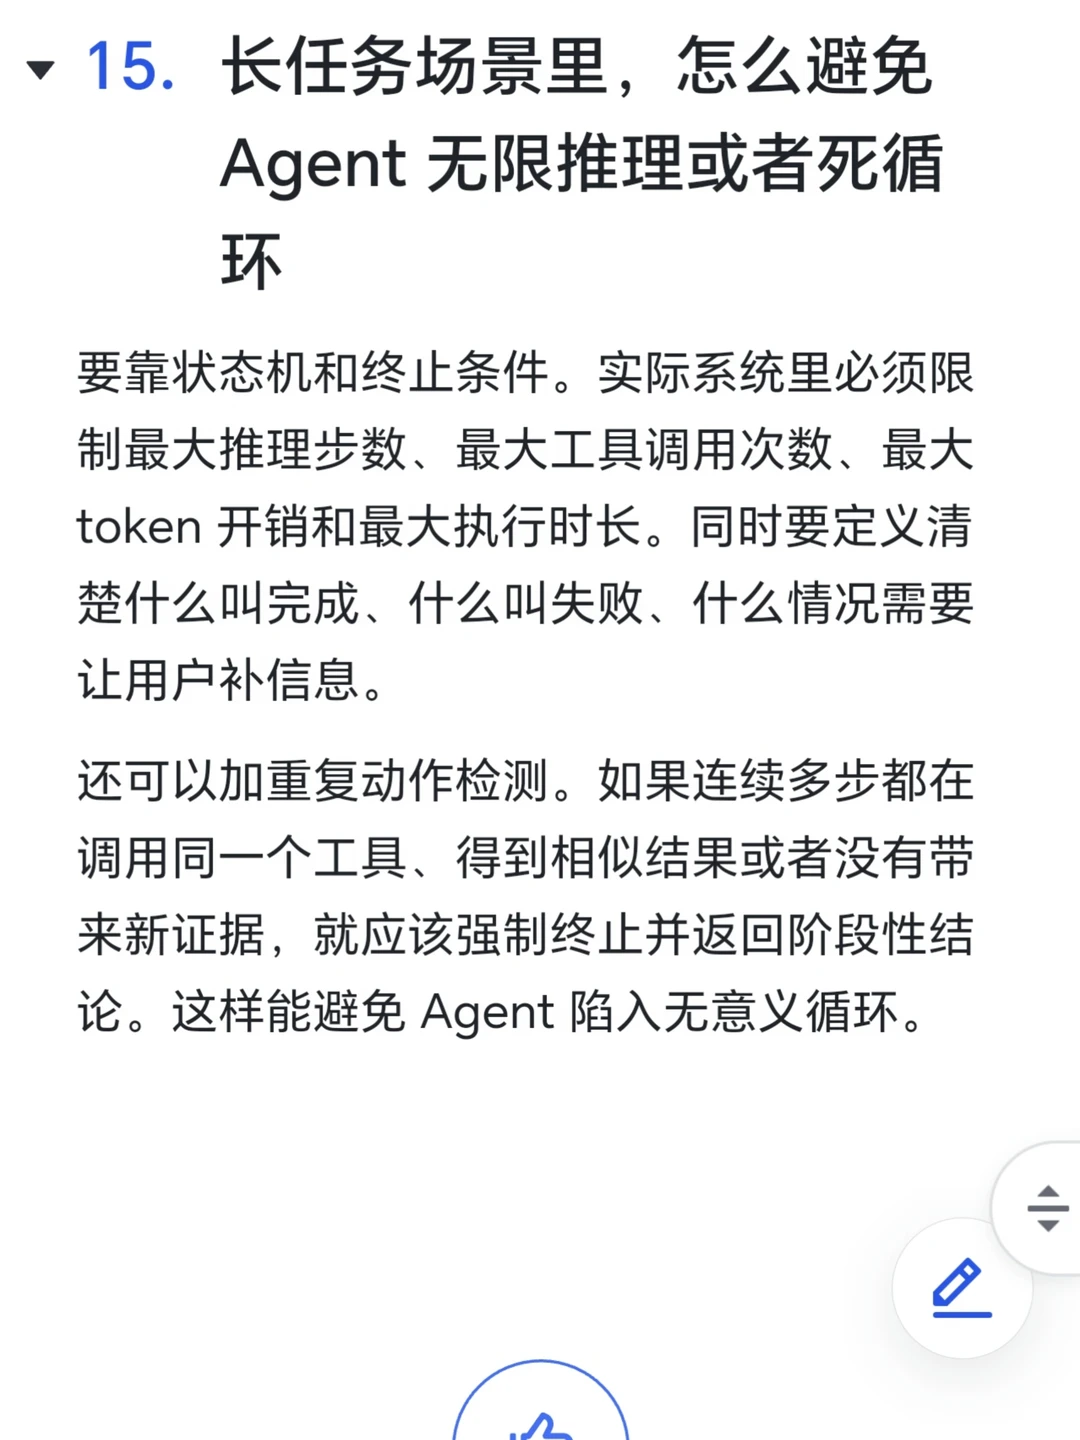 15. 长任务场景里，怎么避免
Agent 无限推理或者死循
环
要靠状态机和终止条件。实际系统里必须限
制最大推理步数、最大工具调用次数、最大
token 开销和最大执行时长。同时要定义清
楚什么叫完成、什么叫失败、什么情况需要
让用户补信息。
还可以加重复动作检测。如果连续多步都在
调用同一个工具、得到相似结果或者没有带
来新证据，就应该强制终止并返回阶段性结
论。这样能避免 Agent 陷入无意义循环。